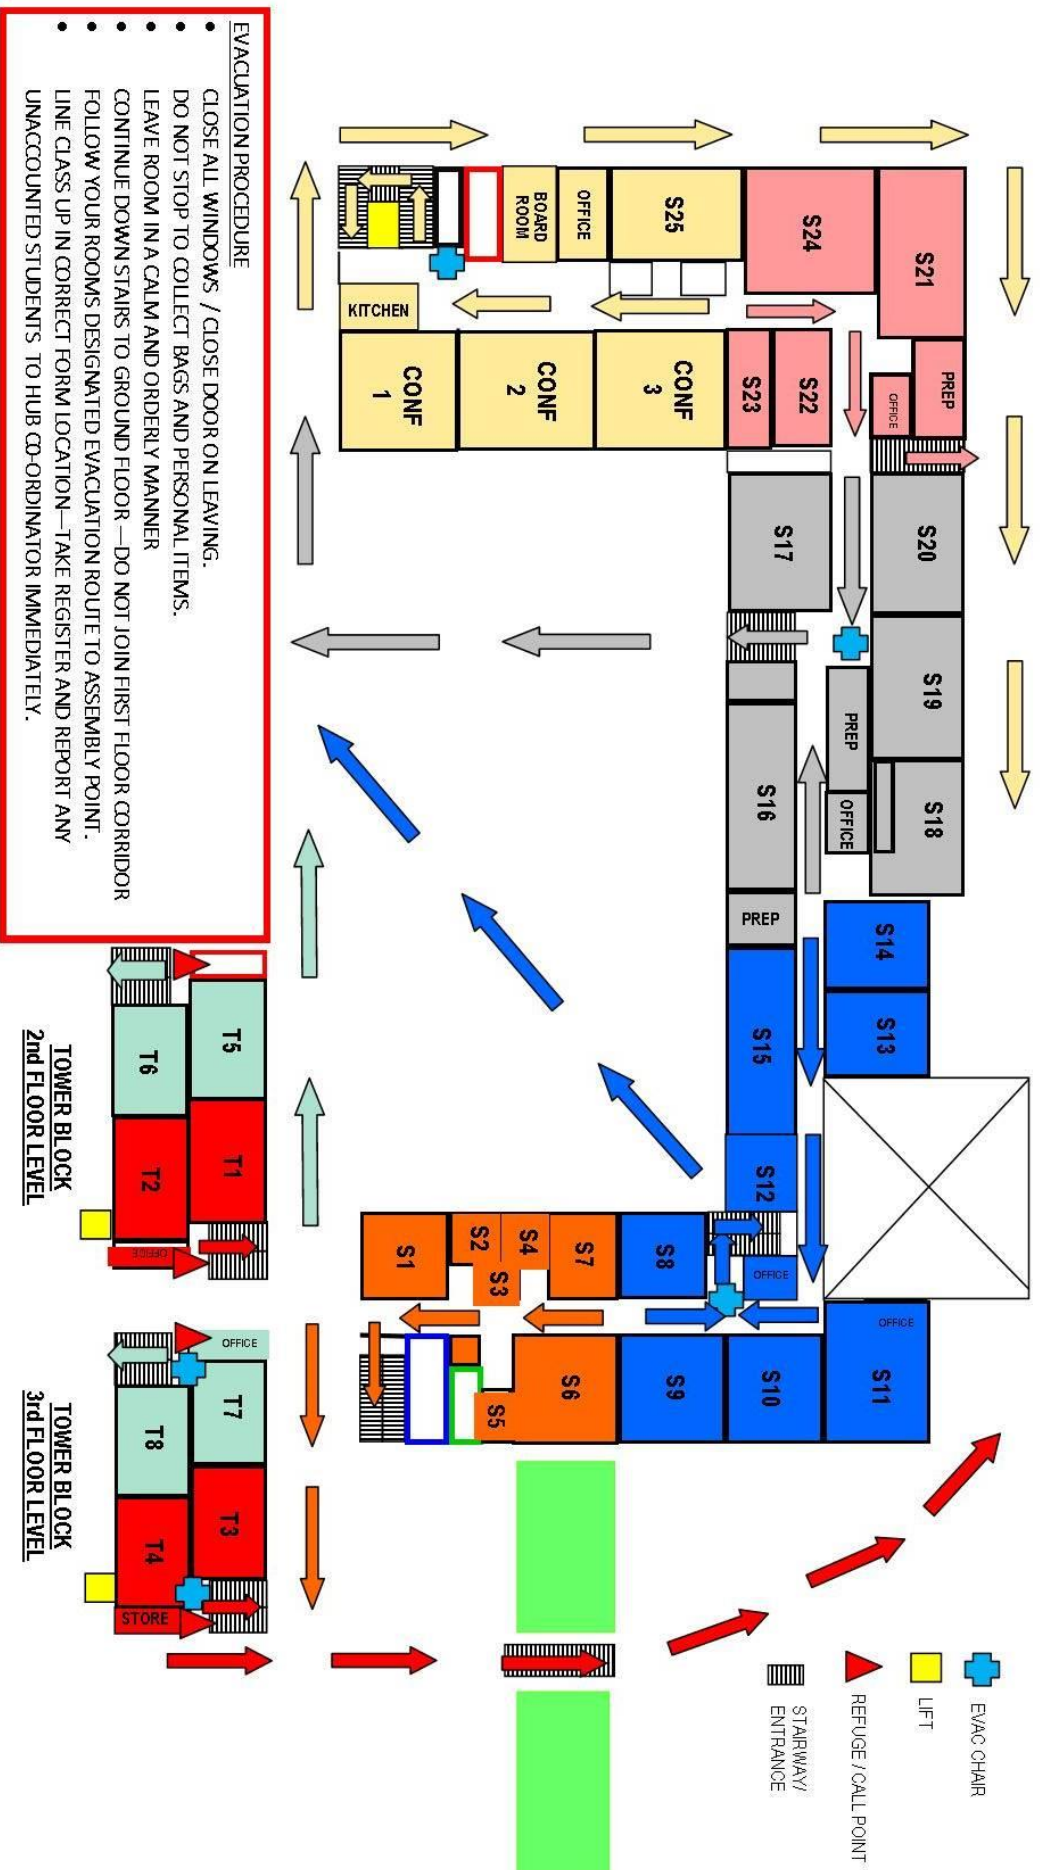 EVACUATION PROCEDURE
• CLOSE ALL WINDOWS / CLOSE DOOR ON LEAVING.
• DO NOT STOP TO COLLECT BAGS AND PERSONAL ITEMS.
• LEAVE ROOM IN A CALM AND ORDERLY MANNER
• CONTINUE DOWN STAIRS TO GROUND FLOOR — DO NOT JOIN FIRST FLOOR CORRIDOR
• FOLLOW YOUR ROOMS DESIGNATED EVACUATION ROUTE TO ASSEMBLY POINT.
• LINE CLASS UP IN CORRECT FORM LOCATION—TAKE REGISTER AND REPORT ANY
UNACCOUNTED STUDENTS TO HUB CO-ORDINATOR IMMEDIATELY.
BOARD
ROOM
OFFICE
S25
S24
S21
KITCHEN
CONF
1
CONF
2
CONF
3
S23
S22
PREP
OFFICE
S17
S20
S19
S18
PREP
OFFICE
S16
PREP
S14
S13
S15
S12
OFFICE
S8
S7
S4
S2
S3
S1
OFFICE
S11
S10
S9
S6
S5
T5
T1
T6
T2
OFFICE
TOWER BLOCK
2nd FLOOR LEVEL
OFFICE
T7
T3
T8
T4
STORE
TOWER BLOCK
3rd FLOOR LEVEL
EVAC CHAIR
LIFT
REFUGE / CALL POINT
STAIRWAY/
ENTRANCE